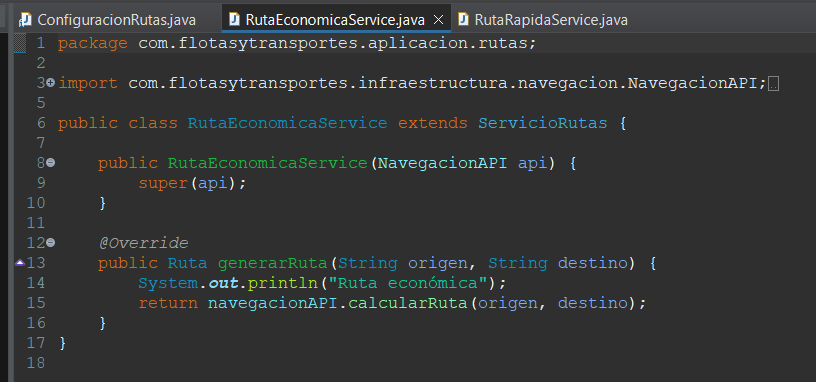 ConfiguracionRutas.java RutaEconomicaService.java RutaRapidaService.java
1 package com.flotasytransportes.aplicacion.rutas;
2
3 import com.flotasytransportes.infraestructura.navegacion.NavegacionAPI;
5
6 public class RutaEconomicaService extends ServicioRutas {
7
8 public RutaEconomicaService(NavegacionAPI api) {
9 super(api);
10 }
11
12 @Override
13 public Ruta generarRuta(String origen, String destino) {
14 System.out.println("Ruta económica");
15 return navegacionAPI.calcularRuta(origen, destino);
16 }
17 }
18